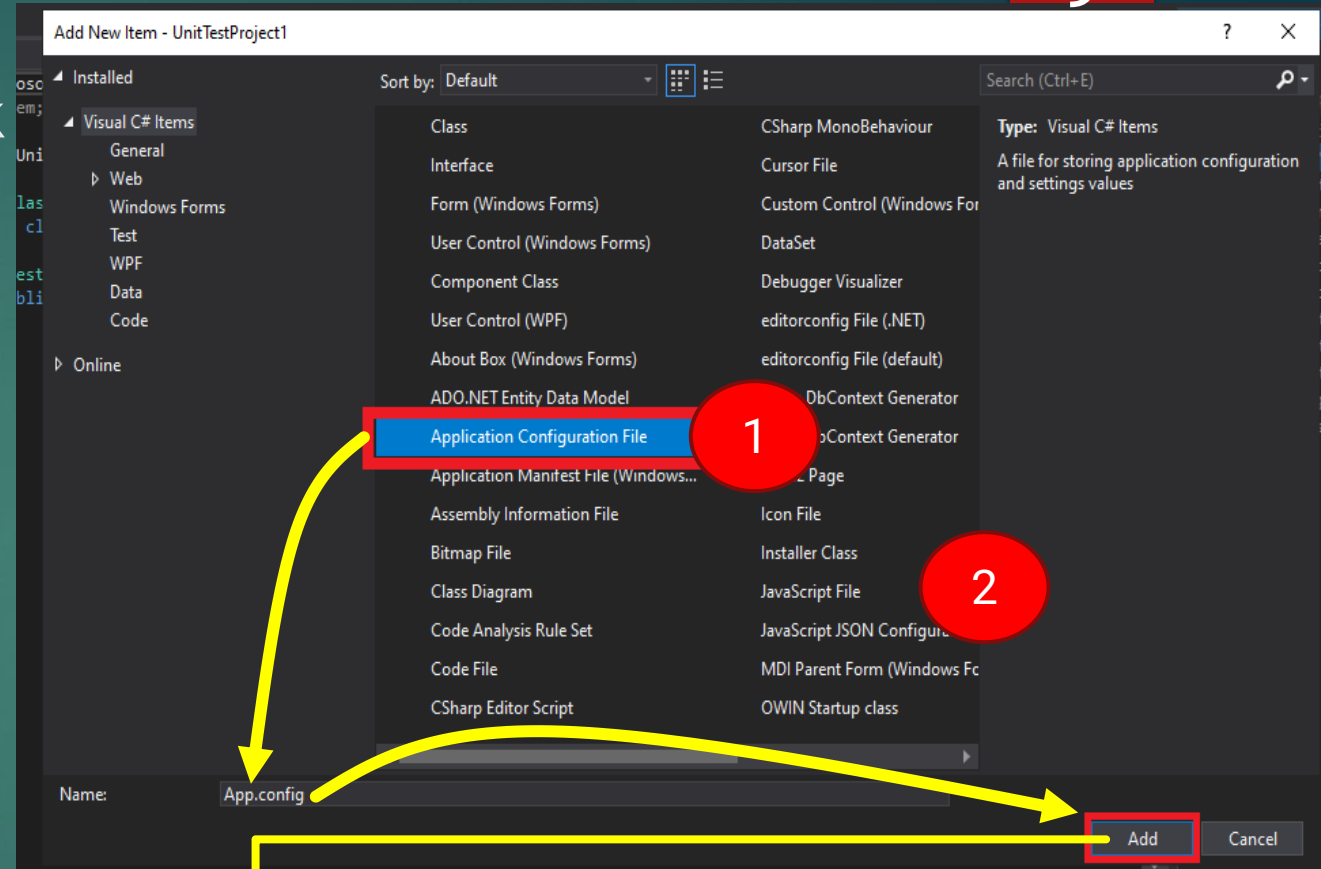 Add New Item - UnitTestProject1
?
Installed
Sort by: Default
Search (Ctrl+E)
Visual C# Items
General
Web
Windows Forms
Test
WPF
Data
Code
Online
Class
Interface
Form (Windows Forms)
User Control (Windows Forms)
Component Class
User Control (WPF)
About Box (Windows Forms)
ADO.NET Entity Data Model
Application Configuration File
Application Manifest File (Windows...
Assembly Information File
Bitmap File
Class Diagram
Code Analysis Rule Set
Code File
CSharp Editor Script
1
CSharp MonoBehaviour
Cursor File
Custom Control (Windows For
DataSet
Debugger Visualizer
editorconfig File (.NET)
editorconfig File (default)
DbContext Generator
Context Generator
Page
Icon File
Installer Class
JavaScript File
JavaScript JSON Configur
MDI Parent Form (Windows Fo
OWIN Startup class
2
Type: Visual C# Items
A file for storing application configuration
and settings values
Name: App.config
Add Cancel